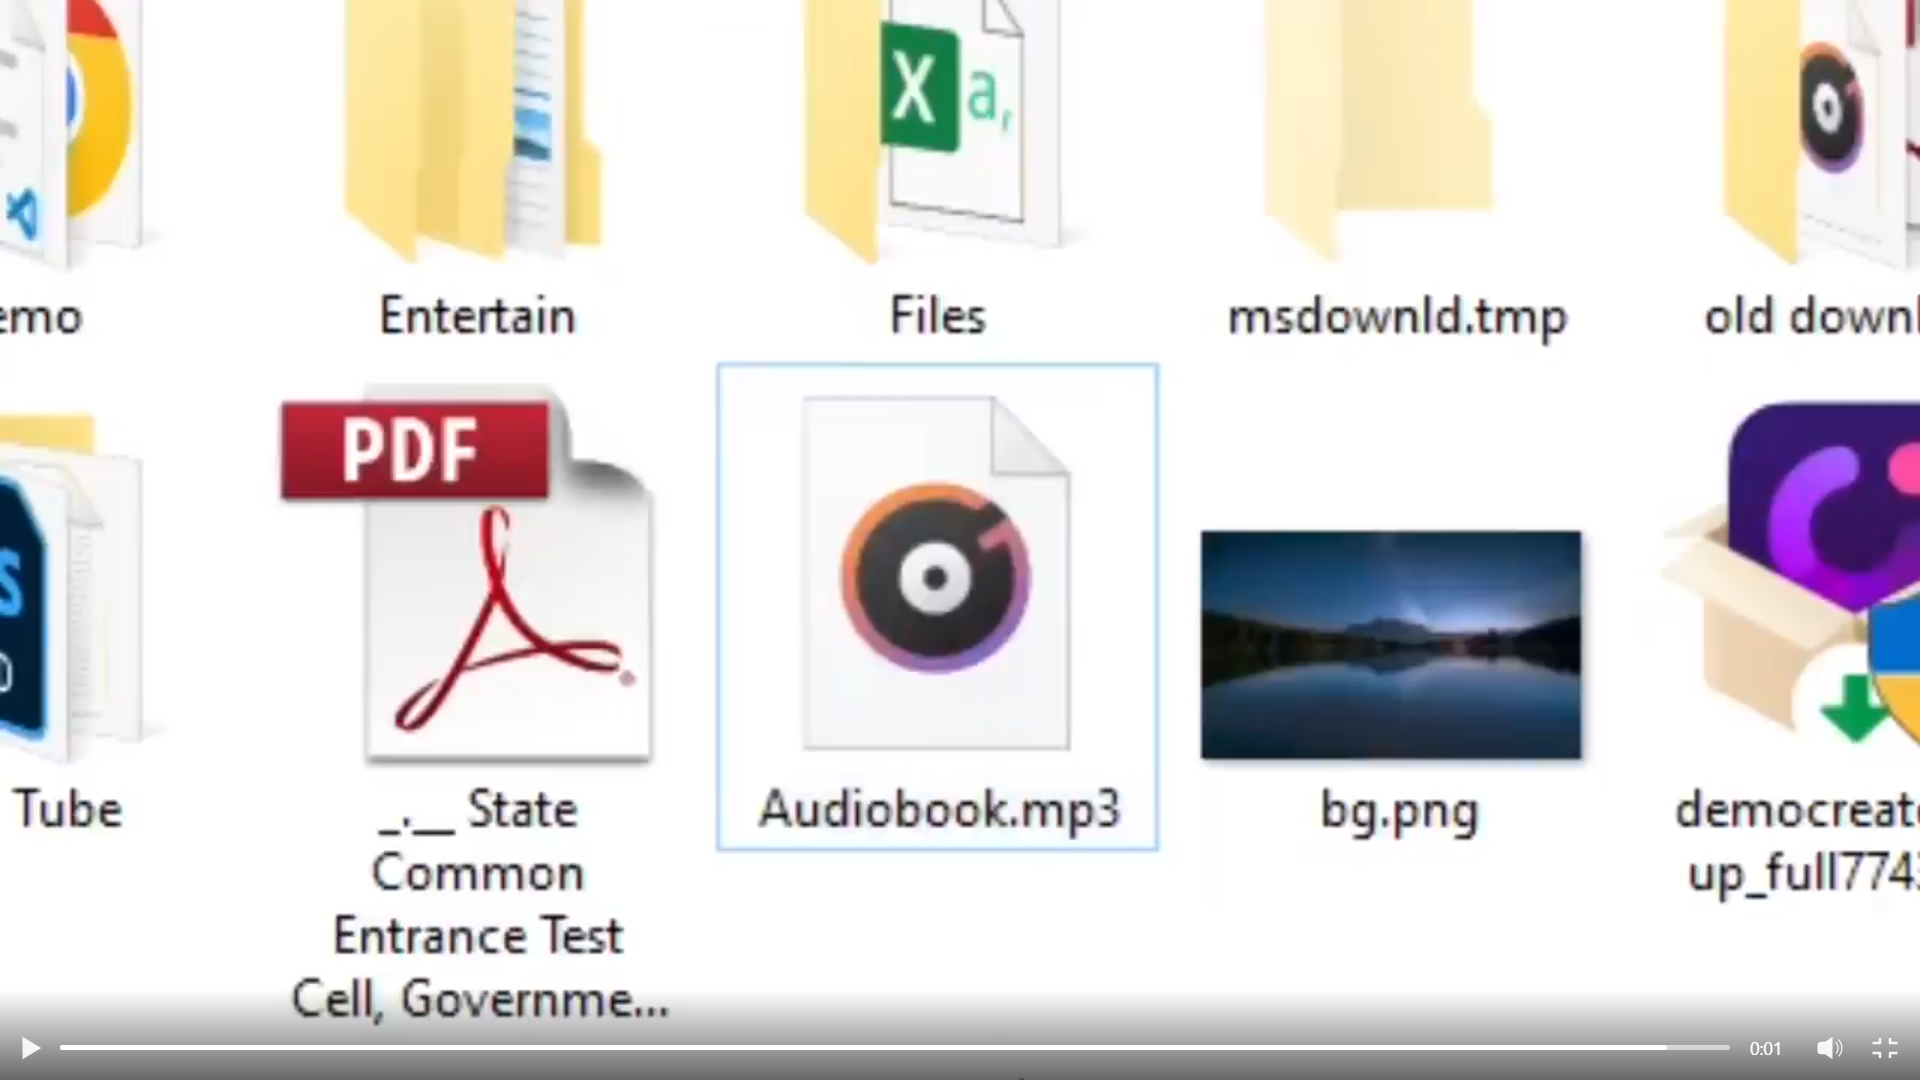 emo
Entertain
Files
msdownld.tmp
old downl
X a,
PDF
Tube
_.__ State
Common
Entrance Test
Cell, Governme...
Audiobook.mp3
bg.png
democreat
up_full774
0:01